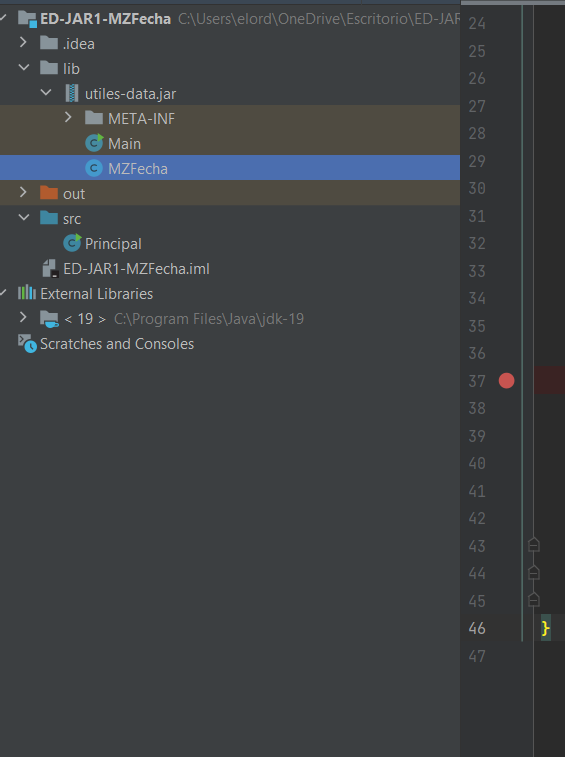 ED-JAR1-MZFecha C:\Users\elord\OneDrive\Escritorio\ED-JAR
.idea
lib
utiles-data.jar
META-INF
Main
MZFecha
out
src
Principal
ED-JAR1-MZFecha.iml
External Libraries
< 19 > C:\Program Files\Java\jdk-19
Scratches and Consoles
24
25
26
27
28
29
30
31
32
33
34
35
36
37
38
39
40
41
42
43
44
45
46 }
47